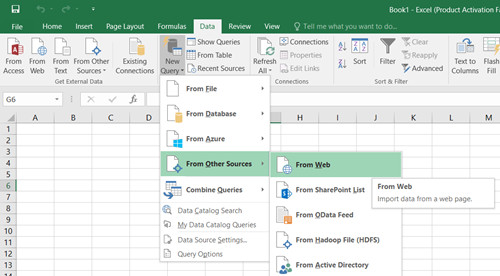 Book1 - Excel (Product Activation Fa
File Home Insert Page Layout Formulas Data Review View Tell me what you want to do
From Access
From Web
From Text
From Other Sources
Existing Connections
Get External Data
New Query
Show Queries
From Table
Recent Sources
Refresh All
Connections
Properties
Edit Links
Connections
Sort
Filter
Clear
Reapply
Advanced
Sort & Filter
Text to Columns
Flash Fill
G6
A B C D H I J K L M
1
2
3
4
5
6
7
8
9
10
11
12
13
From File
From Database
From Azure
From Other Sources
Combine Queries
Data Catalog Search
My Data Catalog Queries
Data Source Settings...
Query Options
From Web
From SharePoint List
From OData Feed
From Hadoop File (HDFS)
From Active Directory
From Web
Import data from a web page.